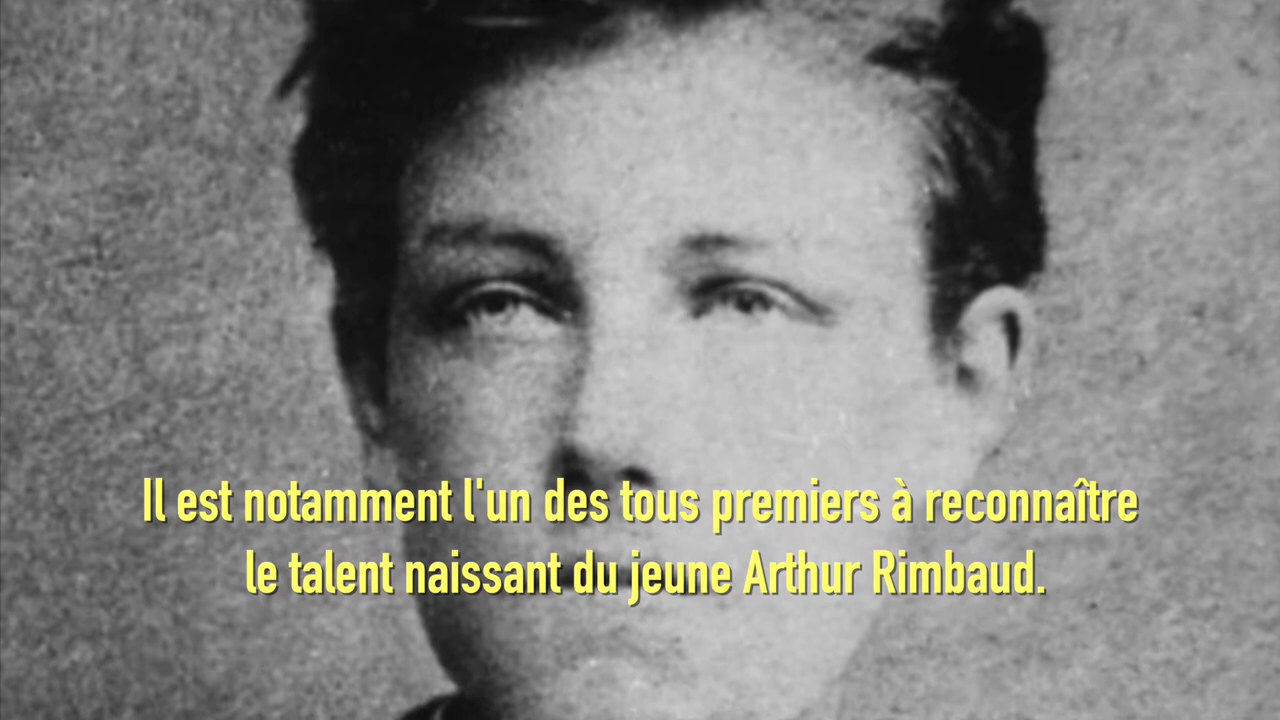 Il est notamment l'un des tous premiers à reconnaître
le talent naissant du jeune Arthur Rimbaud.